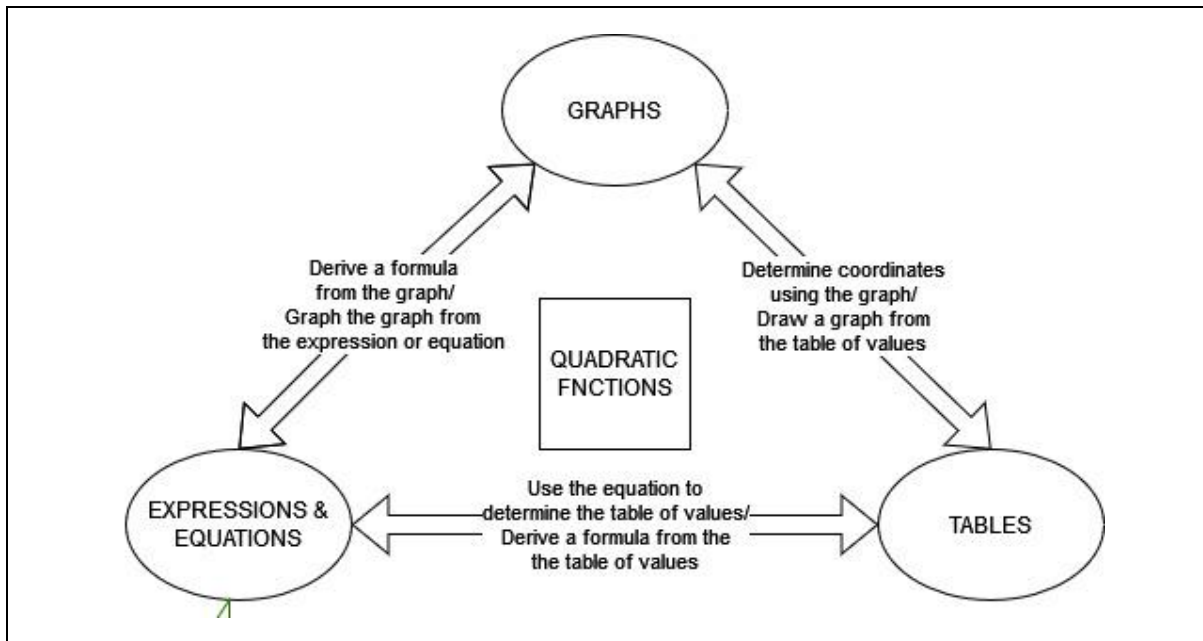 GRAPHS
Derive a formula
from the graph/
Graph the graph from
the expression or equation
Determine coordinates
using the graph/
Draw a graph from
the table of values
QUADRATIC
FNCTIONS
EXPRESSIONS &
EQUATIONS
Use the equation to
determine the table of values/
Derive a formula from the
the table of values
TABLES